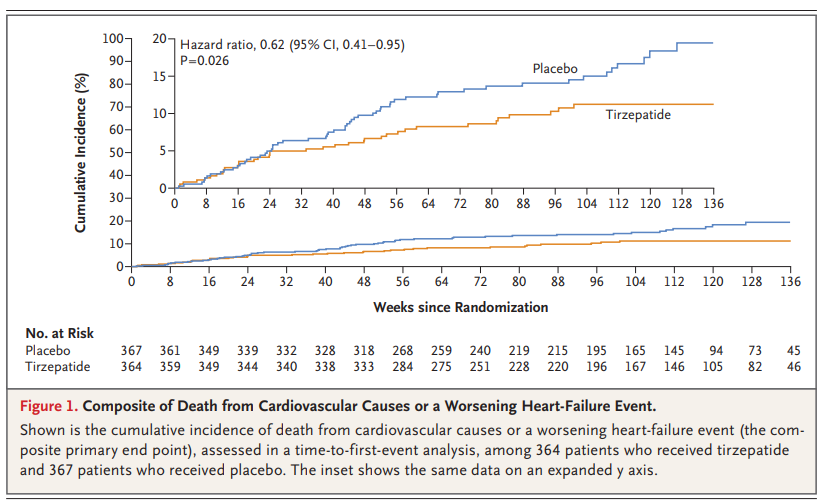 Cumulative Incidence (%)
100
90
80
70
60
50
40
30
20
10
0
20
15
10
5
0
Hazard ratio, 0.62 (95% CI, 0.41–0.95)
P=0.026
Placebo
Tirzepatide
0 8 16 24 32 40 48 56 64 72 80 88 96 104 112 120 128 136
0 8 16 24 32 40 48 56 64 72 80 88 96 104 112 120 128 136
Weeks since Randomization
No. at Risk
Placebo 367 361 349 339 332 328 318 268 259 240 219 215 195 165 145 94 73 45
Tirzepatide 364 359 349 344 340 338 333 284 275 251 228 220 196 167 146 105 82 46
Figure 1. Composite of Death from Cardiovascular Causes or a Worsening Heart-Failure Event.
Shown is the cumulative incidence of death from cardiovascular causes or a worsening heart-failure event (the com-
posite primary end point), assessed in a time-to-first-event analysis, among 364 patients who received tirzepatide
and 367 patients who received placebo. The inset shows the same data on an expanded y axis.